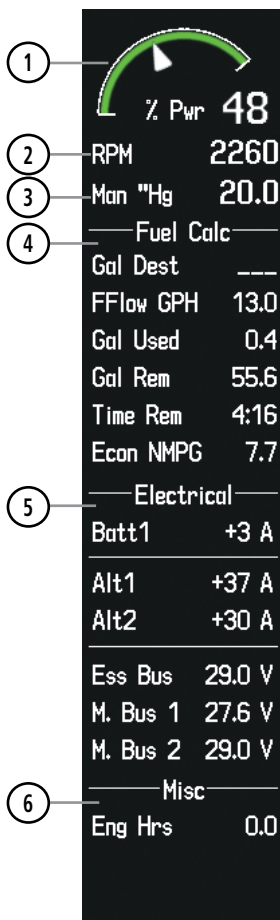 1
% Pwr 48
2 RPM 2260
3 Man "Hg 20.0
4 Fuel Calc
Gal Dest ___
FFlow GPH 13.0
Gal Used 0.4
Gal Rem 55.6
Time Rem 4:16
Econ NMPG 7.7
5 Electrical
Batt1 +3 A
Alt1 +37 A
Alt2 +30 A
Ess Bus 29.0 V
M. Bus 1 27.6 V
M. Bus 2 29.0 V
6 Misc
Eng Hrs 0.0